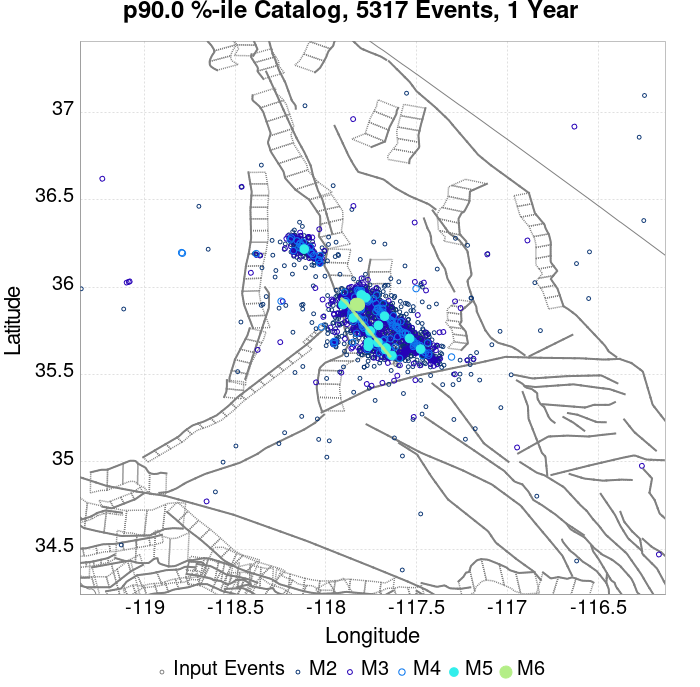 p90.0 %-ile Catalog, 5317 Events, 1 Year
37
36.5
36
35.5
35
34.5
Latitude
-119
-118.5
-118
-117.5
-117
-116.5
Longitude
Input Events
M2
M3
M4
M5
M6